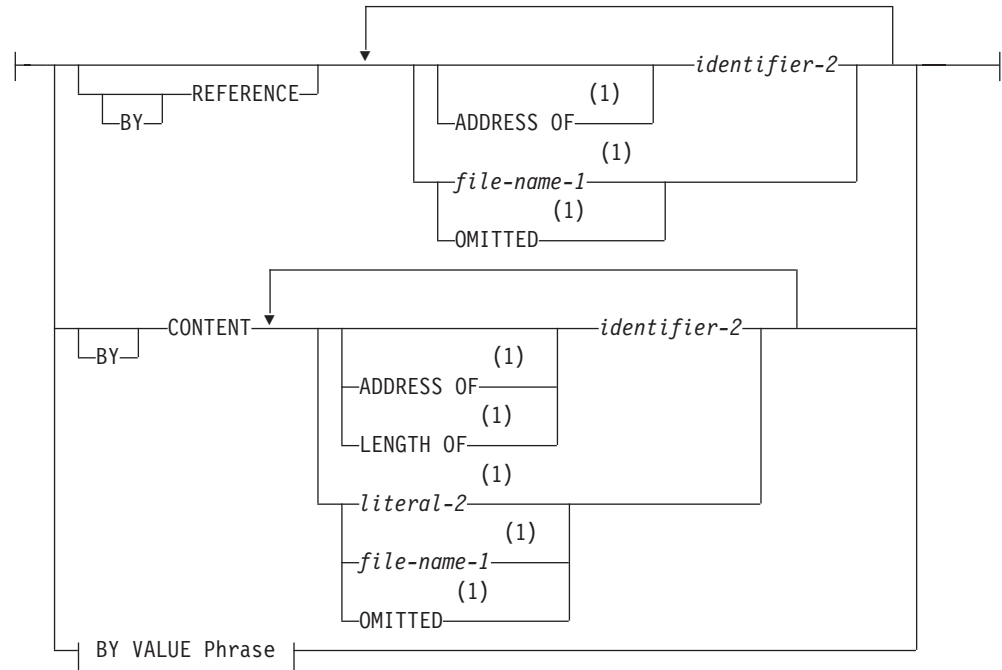 identifier-2
REFERENCE
BY
(1)
ADDRESS OF
(1)
file-name-1
(1)
OMITTED
CONTENT
identifier-2
BY
(1)
ADDRESS OF
(1)
LENGTH OF
(1)
literal-2
(1)
file-name-1
(1)
OMITTED
BY VALUE Phrase